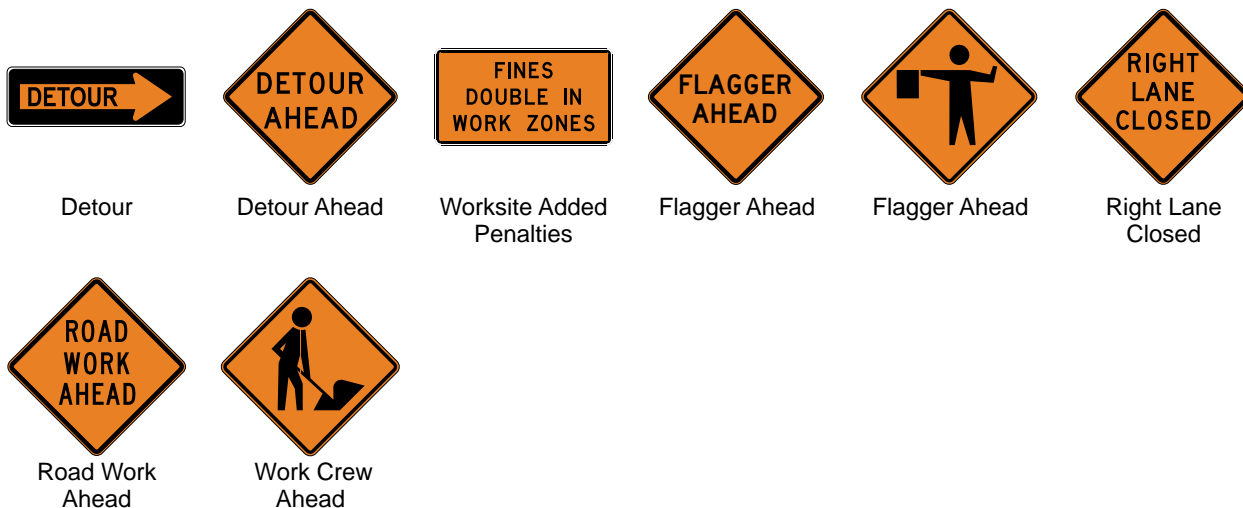 DETOUR
DETOUR
AHEAD
FINES
DOUBLE IN
WORK ZONES
FLAGGER
AHEAD
RIGHT
LANE
CLOSED
Detour
Detour Ahead
Worksite Added
Penalties
Flagger Ahead
Flagger Ahead
Right Lane
Closed
ROAD
WORK
AHEAD
Road Work
Ahead
Work Crew
Ahead